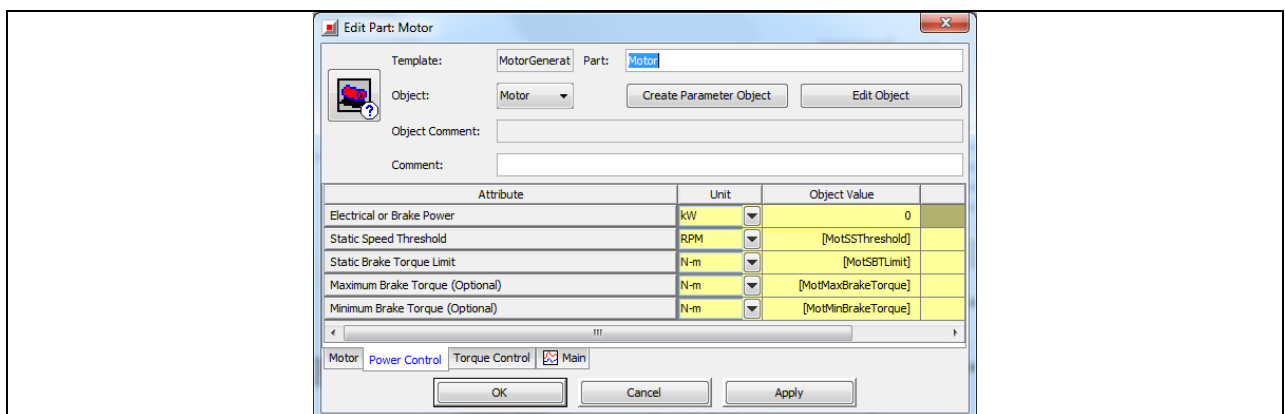 Edit Part: Motor
Template: MotorGenerat Part: Motor
Object: Motor Create Parameter Object Edit Object
Object Comment:
Comment:
Attribute Unit Object Value
Electrical or Brake Power kW 0
Static Speed Threshold RPM [MotSSThreshold]
Static Brake Torque Limit N-m [MotSBTLimit]
Maximum Brake Torque (Optional) N-m [MotMaxBrakeTorque]
Minimum Brake Torque (Optional) N-m [MotMinBrakeTorque]
Motor Power Control Torque Control Main
OK Cancel Apply